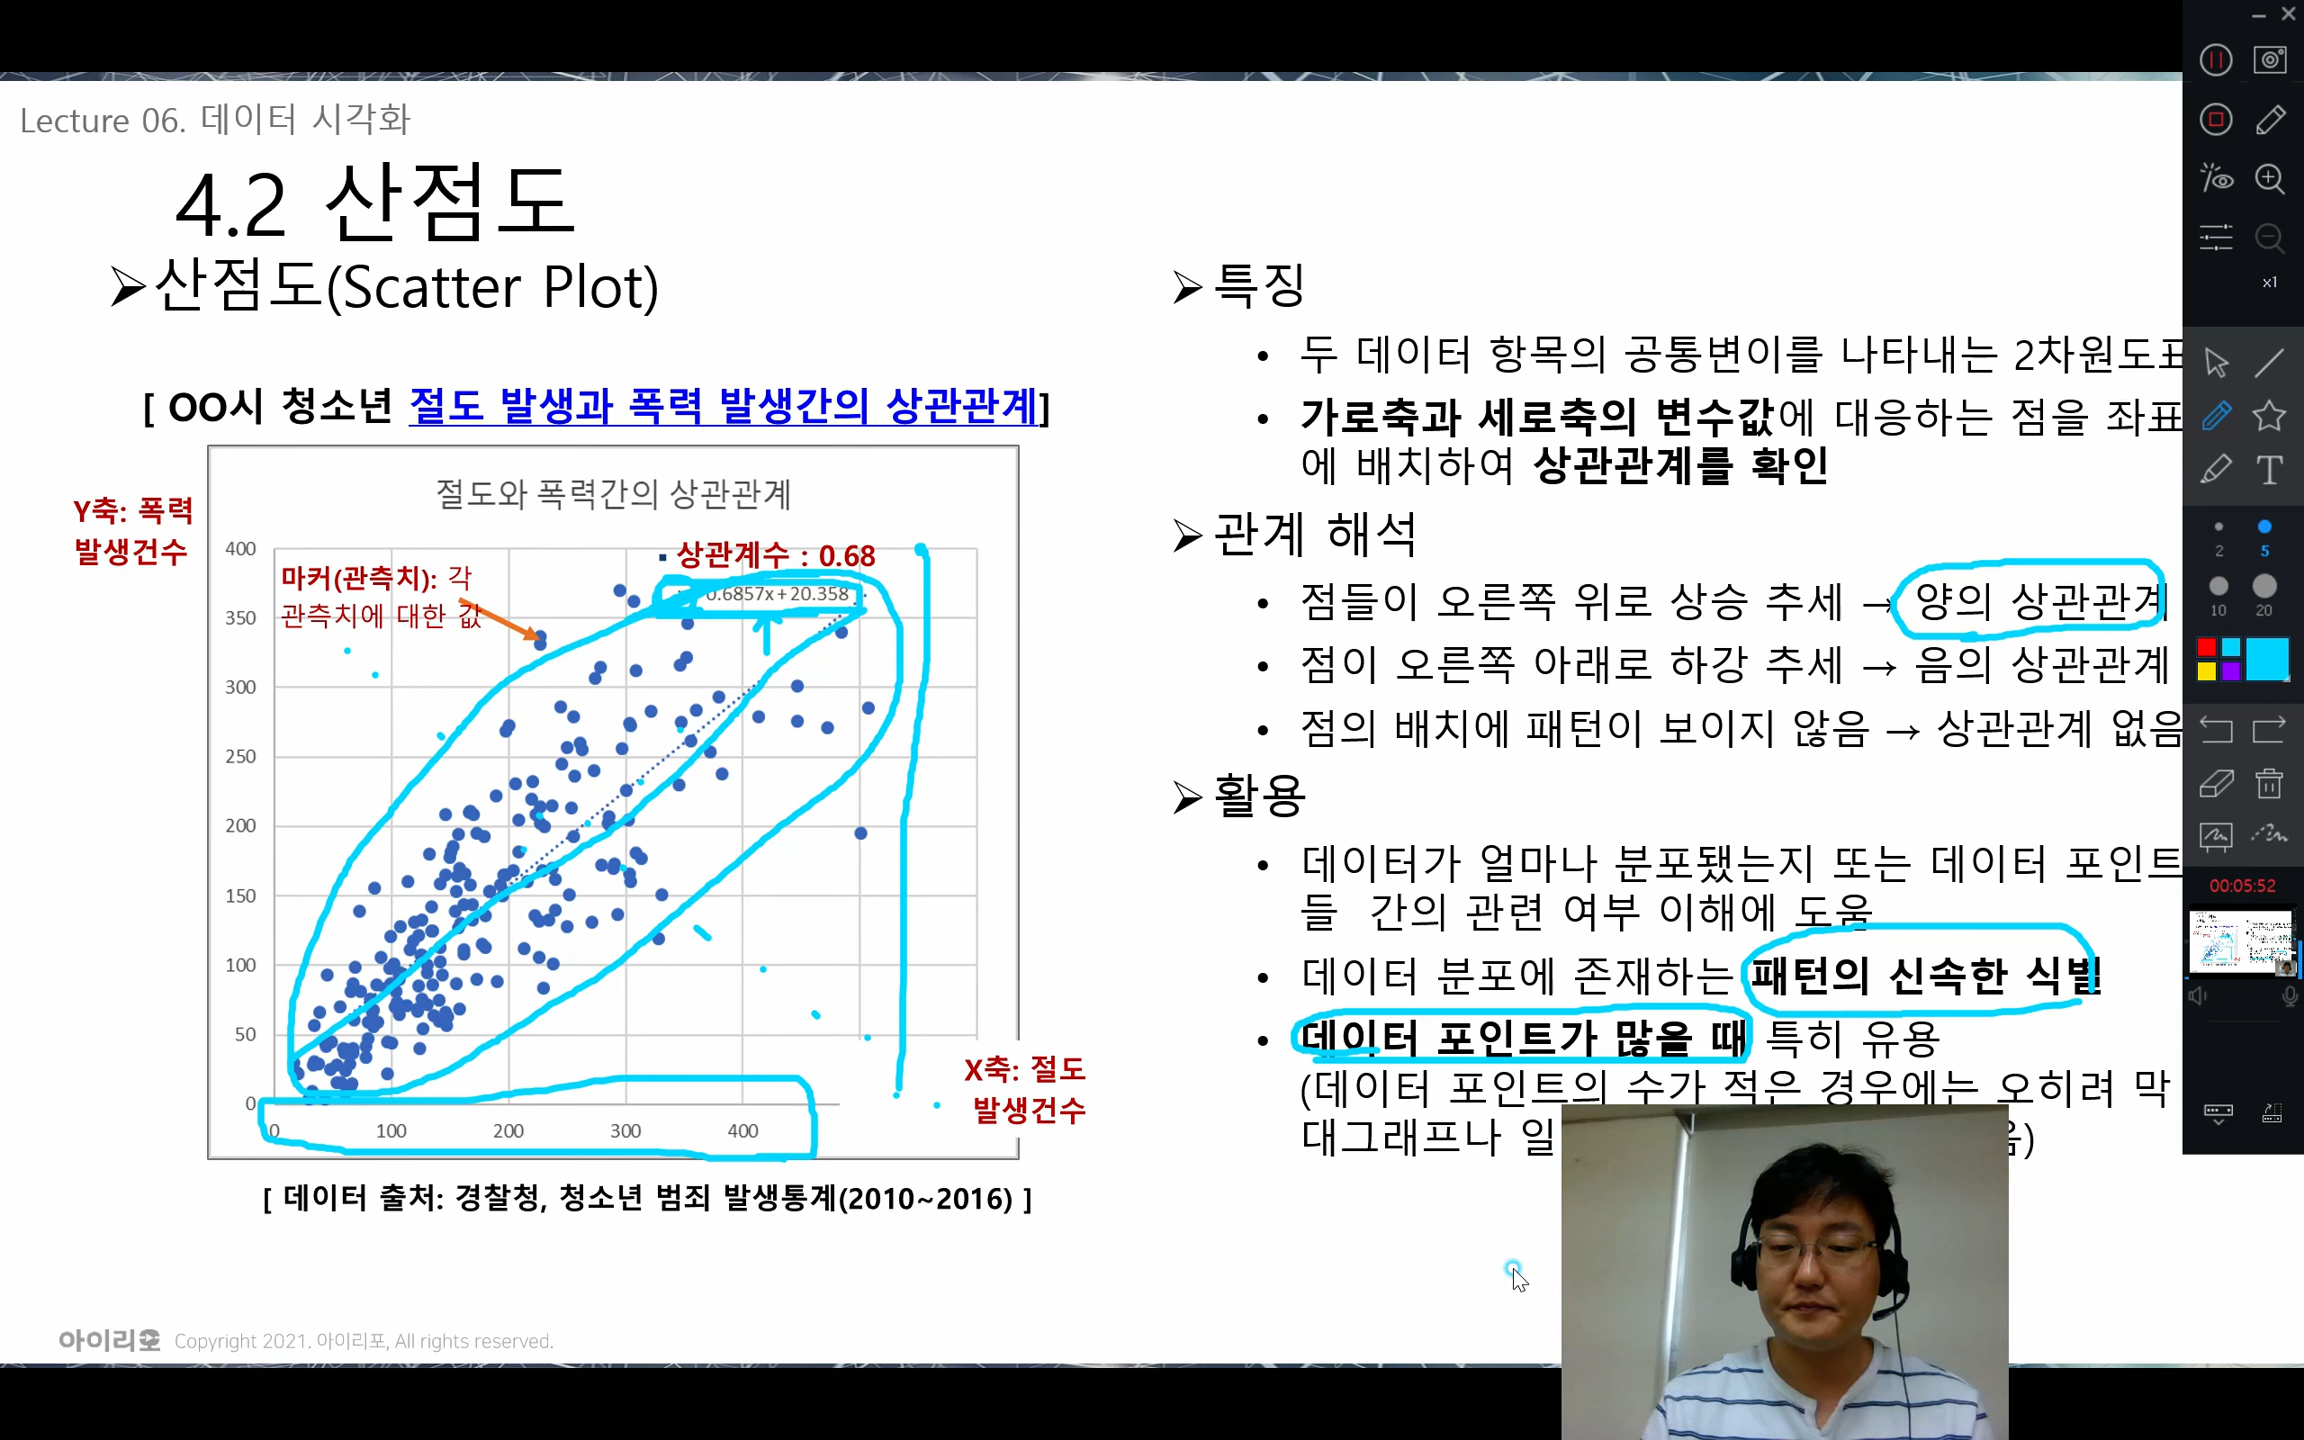 Lecture 06. 데이터 시각화
4.2 산점도
➢산점도(Scatter Plot)
[ OO시 청소년 절도 발생과 폭력 발생간의 상관관계]
절도와 폭력간의 상관관계
Y축: 폭력
발생건수
상관계수 : 0.68
0.6857x+20.358
마커(관측치): 각
관측치에 대한 값
400
350
300
250
200
150
100
50
0
0 100 200 300 400
X축: 절도
발생건수
[ 데이터 출처: 경찰청, 청소년 범죄 발생통계(2010~2016) ]
➢ 특징
• 두 데이터 항목의 공통변이를 나타내는 2차원도표
• 가로축과 세로축의 변수값에 대응하는 점을 좌표
에 배치하여 상관관계를 확인
➢ 관계 해석
• 점들이 오른쪽 위로 상승 추세 → 양의 상관관계
• 점이 오른쪽 아래로 하강 추세 → 음의 상관관계
• 점의 배치에 패턴이 보이지 않음 → 상관관계 없음
➢ 활용
• 데이터가 얼마나 분포됐는지 또는 데이터 포인트
들 간의 관련 여부 이해에 도움
• 데이터 분포에 존재하는 패턴의 신속한 식별
• 데이터 포인트가 많을 때 특히 유용
(데이터 포인트의 수가 적은 경우에는 오히려 막
대그래프나 일
아이리포 Copyright 2021. 아이리포, All rights reserved.
x1
T
2 5
10 20
00:05:52